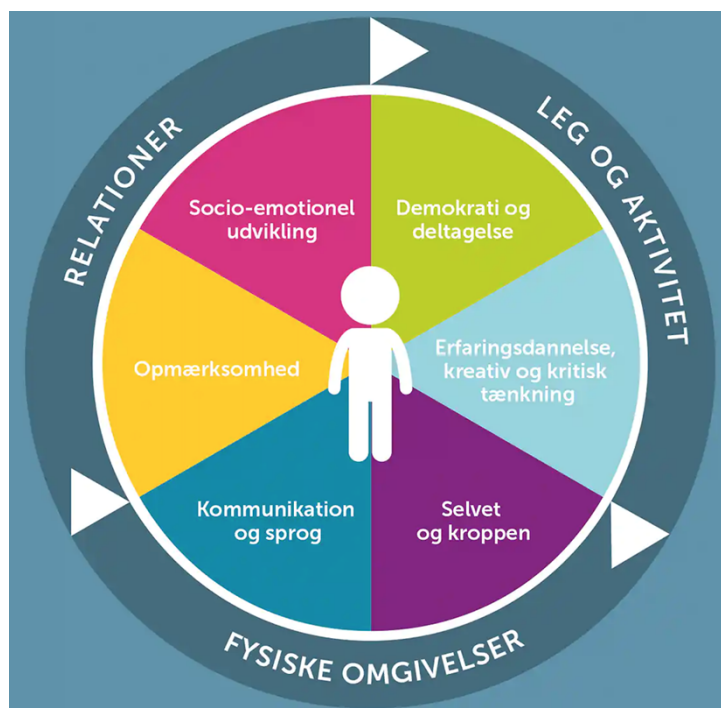 RELATIONER
LEG OG AKTIVITET
Socio-emotionel
udvikling
Demokrati og
deltagelse
Opmærksomhed
Erfaringsdannelse,
kreativ og kritisk
tænkning
Kommunikation
og sprog
Selvet
og kroppen
FYSISKE OMGIVELSER